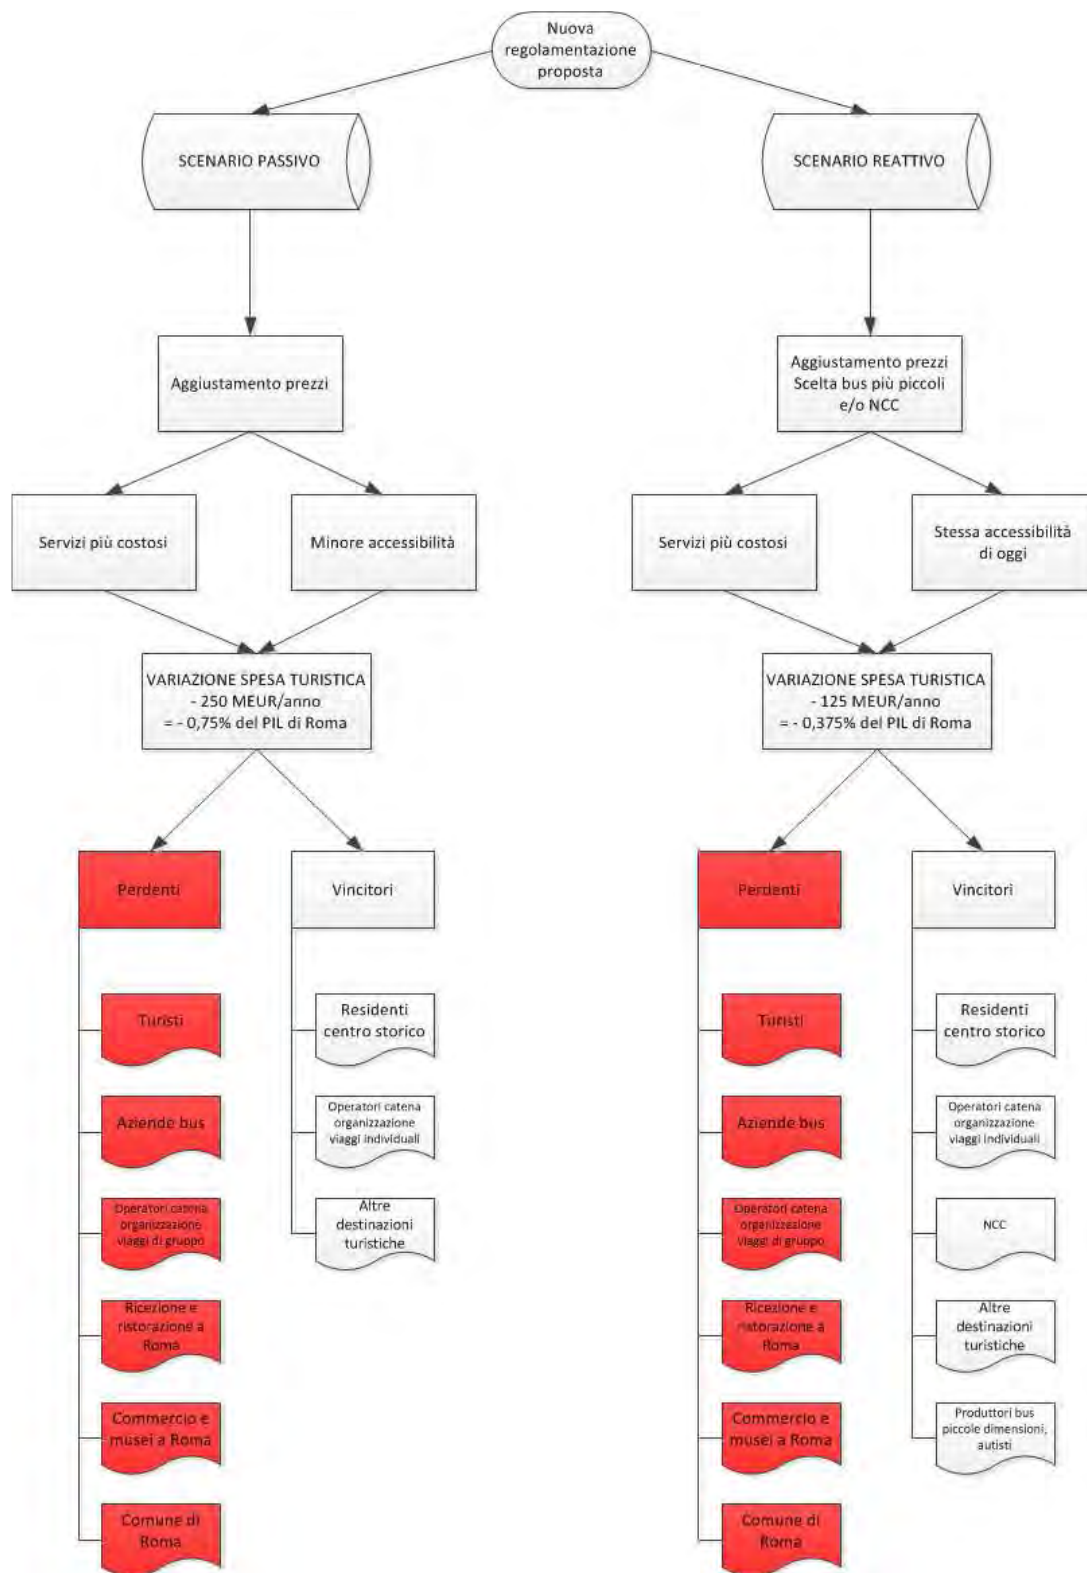 Nuova
regolamentazione
proposta
SCENARIO PASSIVO
SCENARIO REATTIVO
Aggiustamento prezzi
Aggiustamento prezzi
Scelta bus più piccoli
e/o NCC
Servizi più costosi
Minore accessibilità
Servizi più costosi
Stessa accessibilità
di oggi
VARIAZIONE SPESA TURISTICA
- 250 MEUR/anno
= - 0,75% del PIL di Roma
VARIAZIONE SPESA TURISTICA
- 125 MEUR/anno
= - 0,375% del PIL di Roma
Perdenti
Vincitori
Perdenti
Vincitori
Turisti
Residenti
centro storico
Turisti
Residenti
centro storico
Aziende bus
Operatori catena
organizzazione
viaggi individuali
Aziende bus
Operatori catena
organizzazione
viaggi individuali
Operatori catena
organizzazione
viaggi di gruppo
Altre
destinazioni
turistiche
Operatori catena
organizzazione
viaggi di gruppo
NCC
Ricezione e
ristorazione a
Roma
Ricezione e
ristorazione a
Roma
Altre
destinazioni
turistiche
Commercio e
musei a Roma
Commercio e
musei a Roma
Produttori bus
piccole dimensioni,
autisti
Comune di
Roma
Comune di
Roma